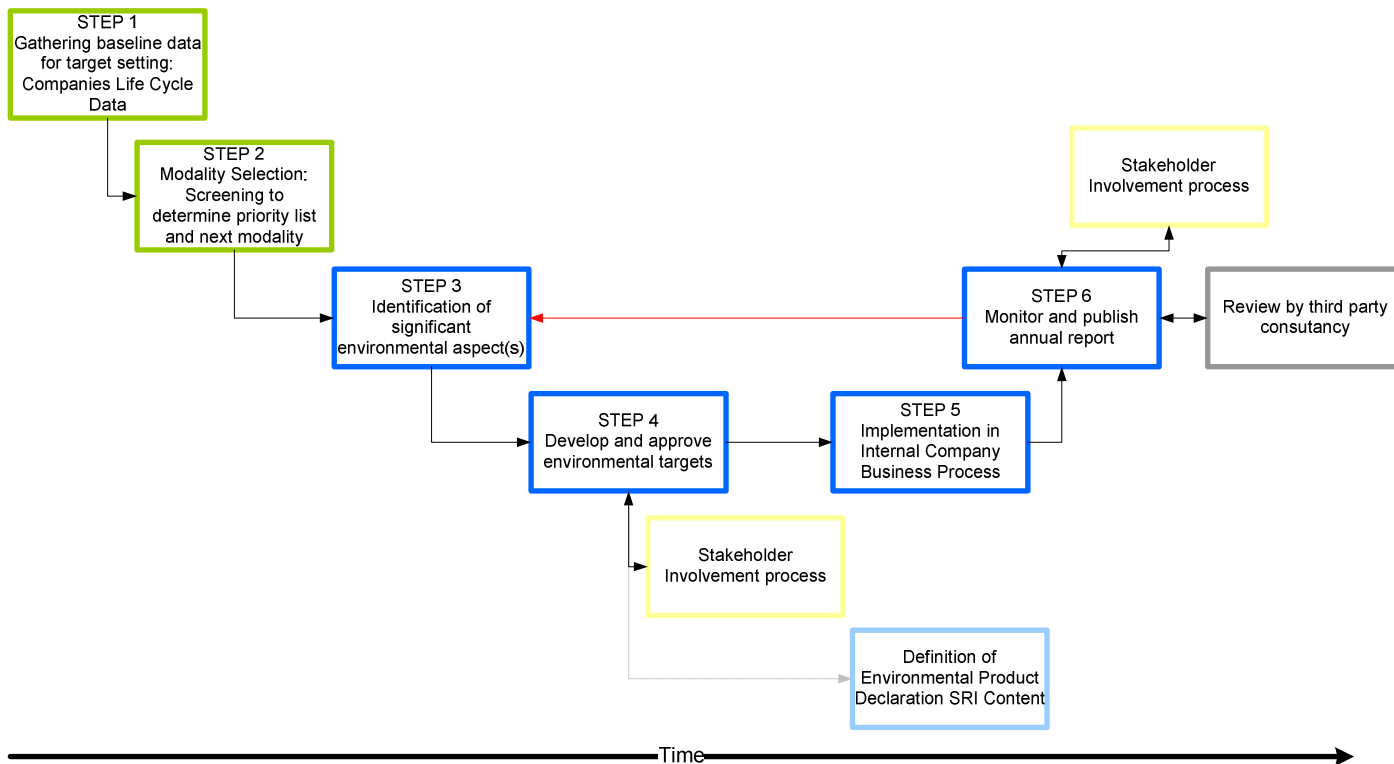 STEP 1
Gathering baseline data
for target setting:
Companies Life Cycle
Data
STEP 2
Modality Selection:
Screening to
determine priority list
and next modality
STEP 3
Identification of
significant
environmental aspect(s)
STEP 4
Develop and approve
environmental targets
STEP 5
Implementation in
Internal Company
Business Process
STEP 6
Monitor and publish
annual report
Stakeholder
Involvement process
Review by third party
consutancy
Stakeholder
Involvement process
Definition of
Environmental Product
Declaration SRI Content
Time